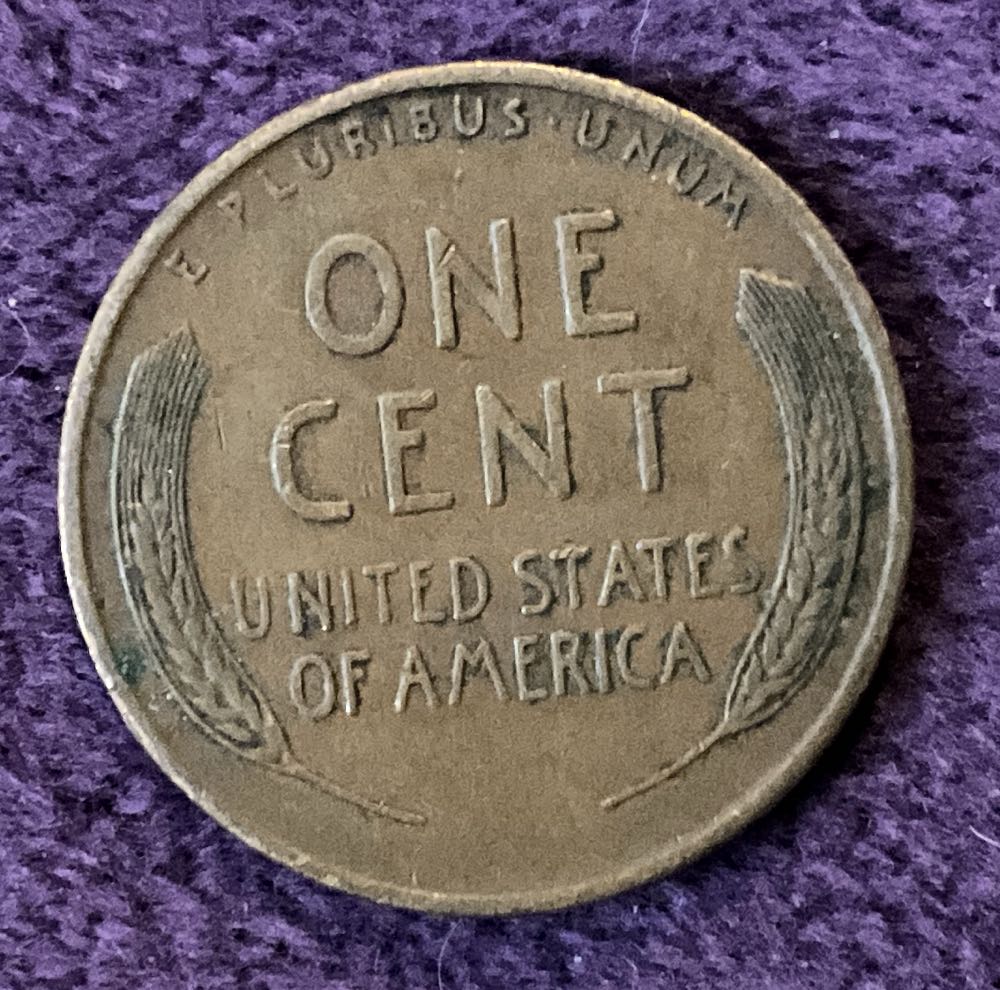 E PLURIBUS · UNUM
ONE
CENT
UNITED STATES
OF AMERICA